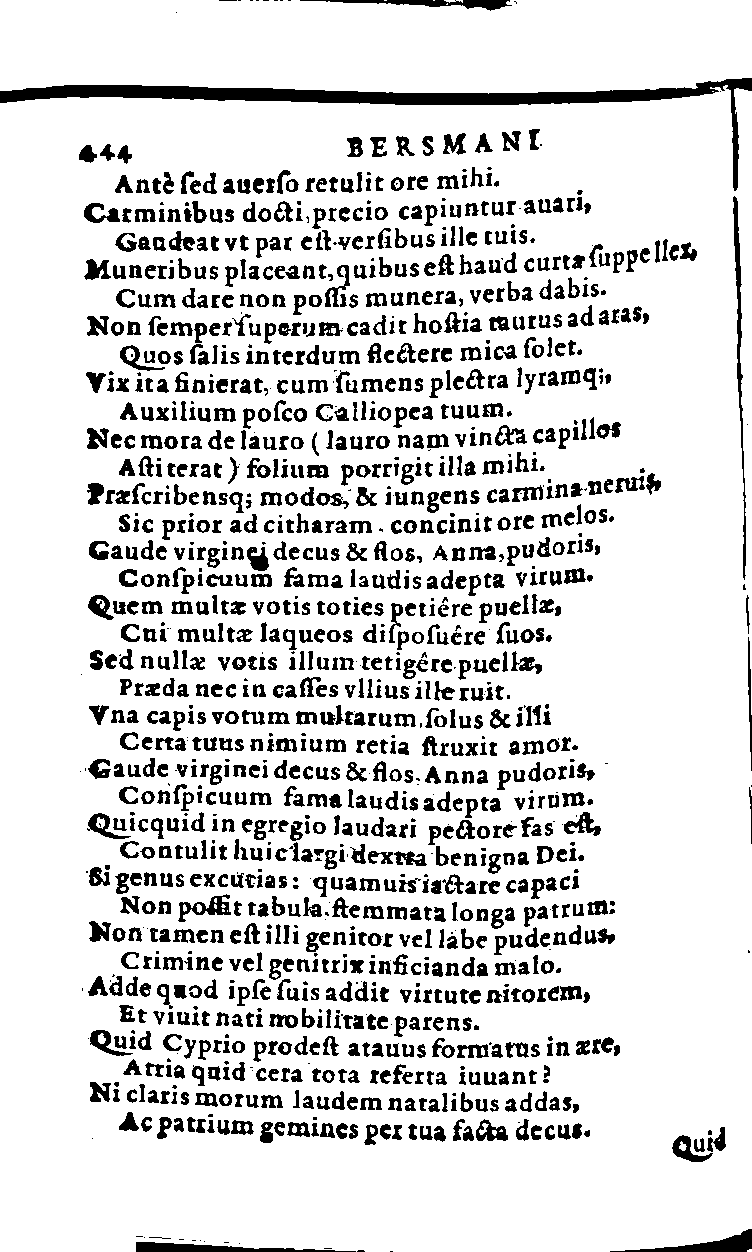 444 BERSMANI
Antè ſed auerſo retulit ore mihi.
Carminibus docti, precio capiuntur auari,
Gaudeat vt par eſt verſibus ille tuis.
Muneribus placeant, quibus eſt haud curtæ ſuppellex,
Cum dare non poſſis munera, verba dabis.
Non ſemper ſuperum cadit hoſtia taurus ad aras,
Quos ſalis interdum flectere mica ſolet.
Vix ita finierat, cum ſumens plectra lyramq;,
Auxilium poſco Calliopea tuum.
Nec mora de lauro ( lauro nam vincta capillos
Aſtiterat ) folium porrigit illa mihi.
Præſcribensq; modos, & iungens carmina neruis,
Sic prior ad citharam . concinit ore melos.
Gaude virginei decus & flos, Anna, pudoris,
Conſpicuum fama laudis adepta virum.
Quem multæ votis toties petiêre puellæ,
Cui multæ laqueos diſpoſuêre ſuos.
Sed nullæ votis illum tetigêre puellæ,
Præda nec in caſſes vllius ille ruit.
Vna capis votum multarum, ſolus & illi
Certa tuus nimium retia ſtruxit amor.
Gaude virginei decus & flos, Anna pudoris,
Conſpicuum fama laudis adepta virum.
Quicquid in egregio laudari pectore fas eſt,
Contulit huic largi dextra benigna Dei.
Si genus excutias: quamuis iactare capaci
Non poſſit tabula ſtemmata longa patrum:
Non tamen eſt illi genitor vel labe pudendus,
Crimine vel genitrix inficianda malo.
Adde quod ipſe ſuis addit virtute nitorem,
Et viuit nati nobilitate parens.
Quid Cyprio prodeſt atauus formatus in ære,
Atria quid cera tota referta iuuant?
Ni claris morum laudem natalibus addas,
Ac patrium gemines per tua facta decus.
Quid